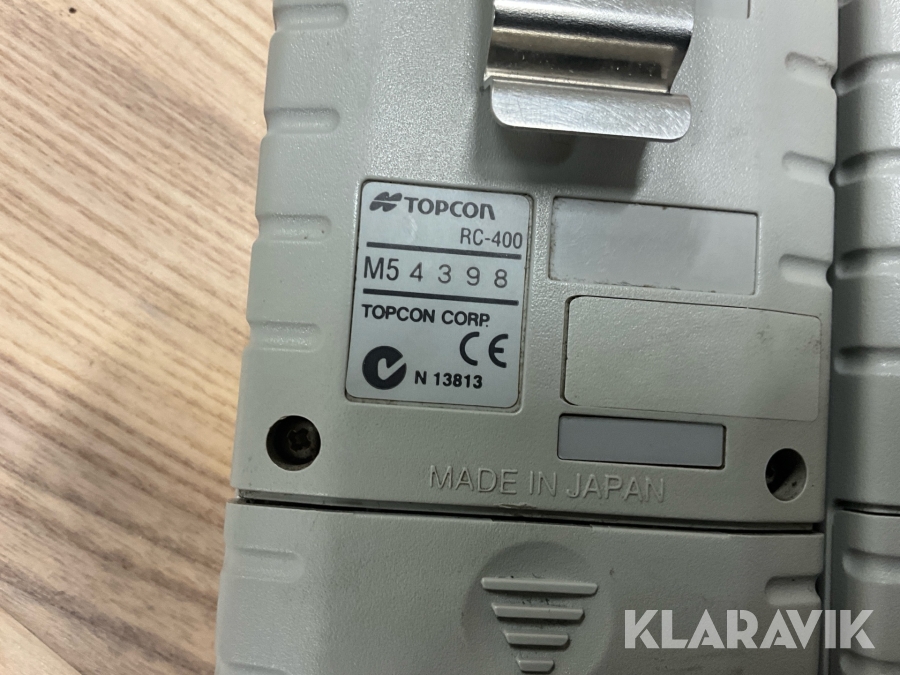 TOPCON
RC-400
M5 4 3 9 8
TOPCON CORP.
CE
N 13813
MADE IN JAPAN
KLARAVIK